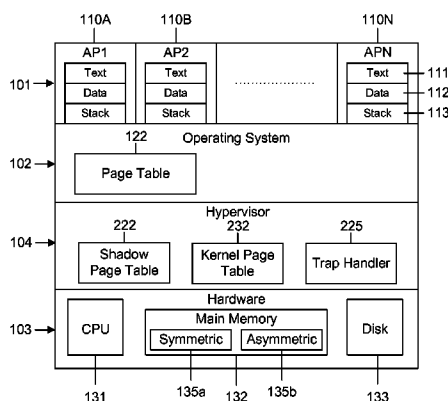 110A 110B 110N
AP1 AP2 APN
101 Text Text .................... Text 111
Data Data Data 112
Stack Stack Stack 113
Operating System
122
102 Page Table
Hypervisor
104 222 232 225
Shadow Page Table Kernel Page Table Trap Handler
Hardware
103 CPU Main Memory Disk
Symmetric Asymmetric
131 135a 132 135b 133